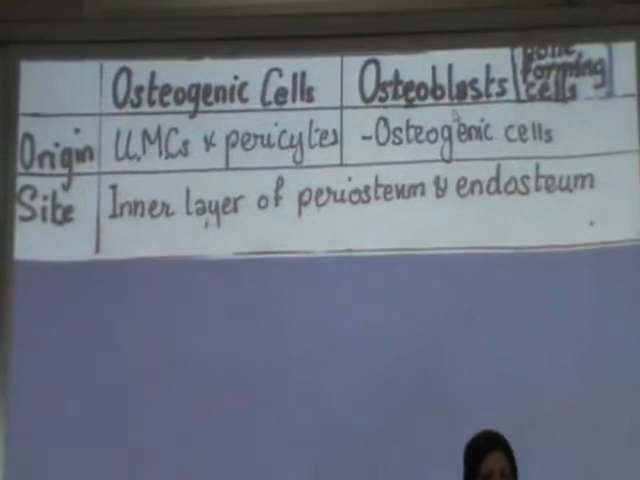 Osteogenic Cells
Osteoblasts
Bone
forming
cells
Origin
U.M.Cs & pericytes
-Osteogenic cells
Site
Inner layer of periosteum & endosteum